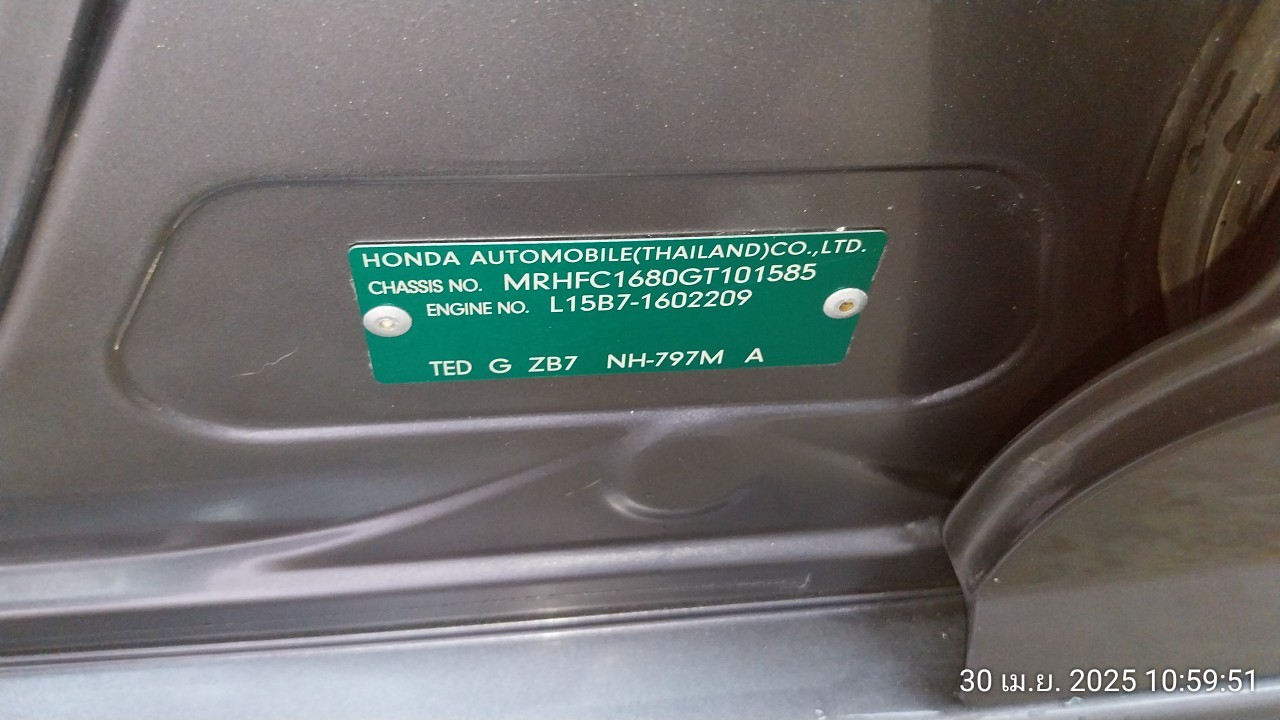 HONDA AUTOMOBILE(THAILAND)CO.,LTD.
CHASSIS NO. MRHFC1680GT101585
ENGINE NO. L15B7-1602209
TED G ZB7 NH-797M A
30 เม.ย. 2025 10:59:51